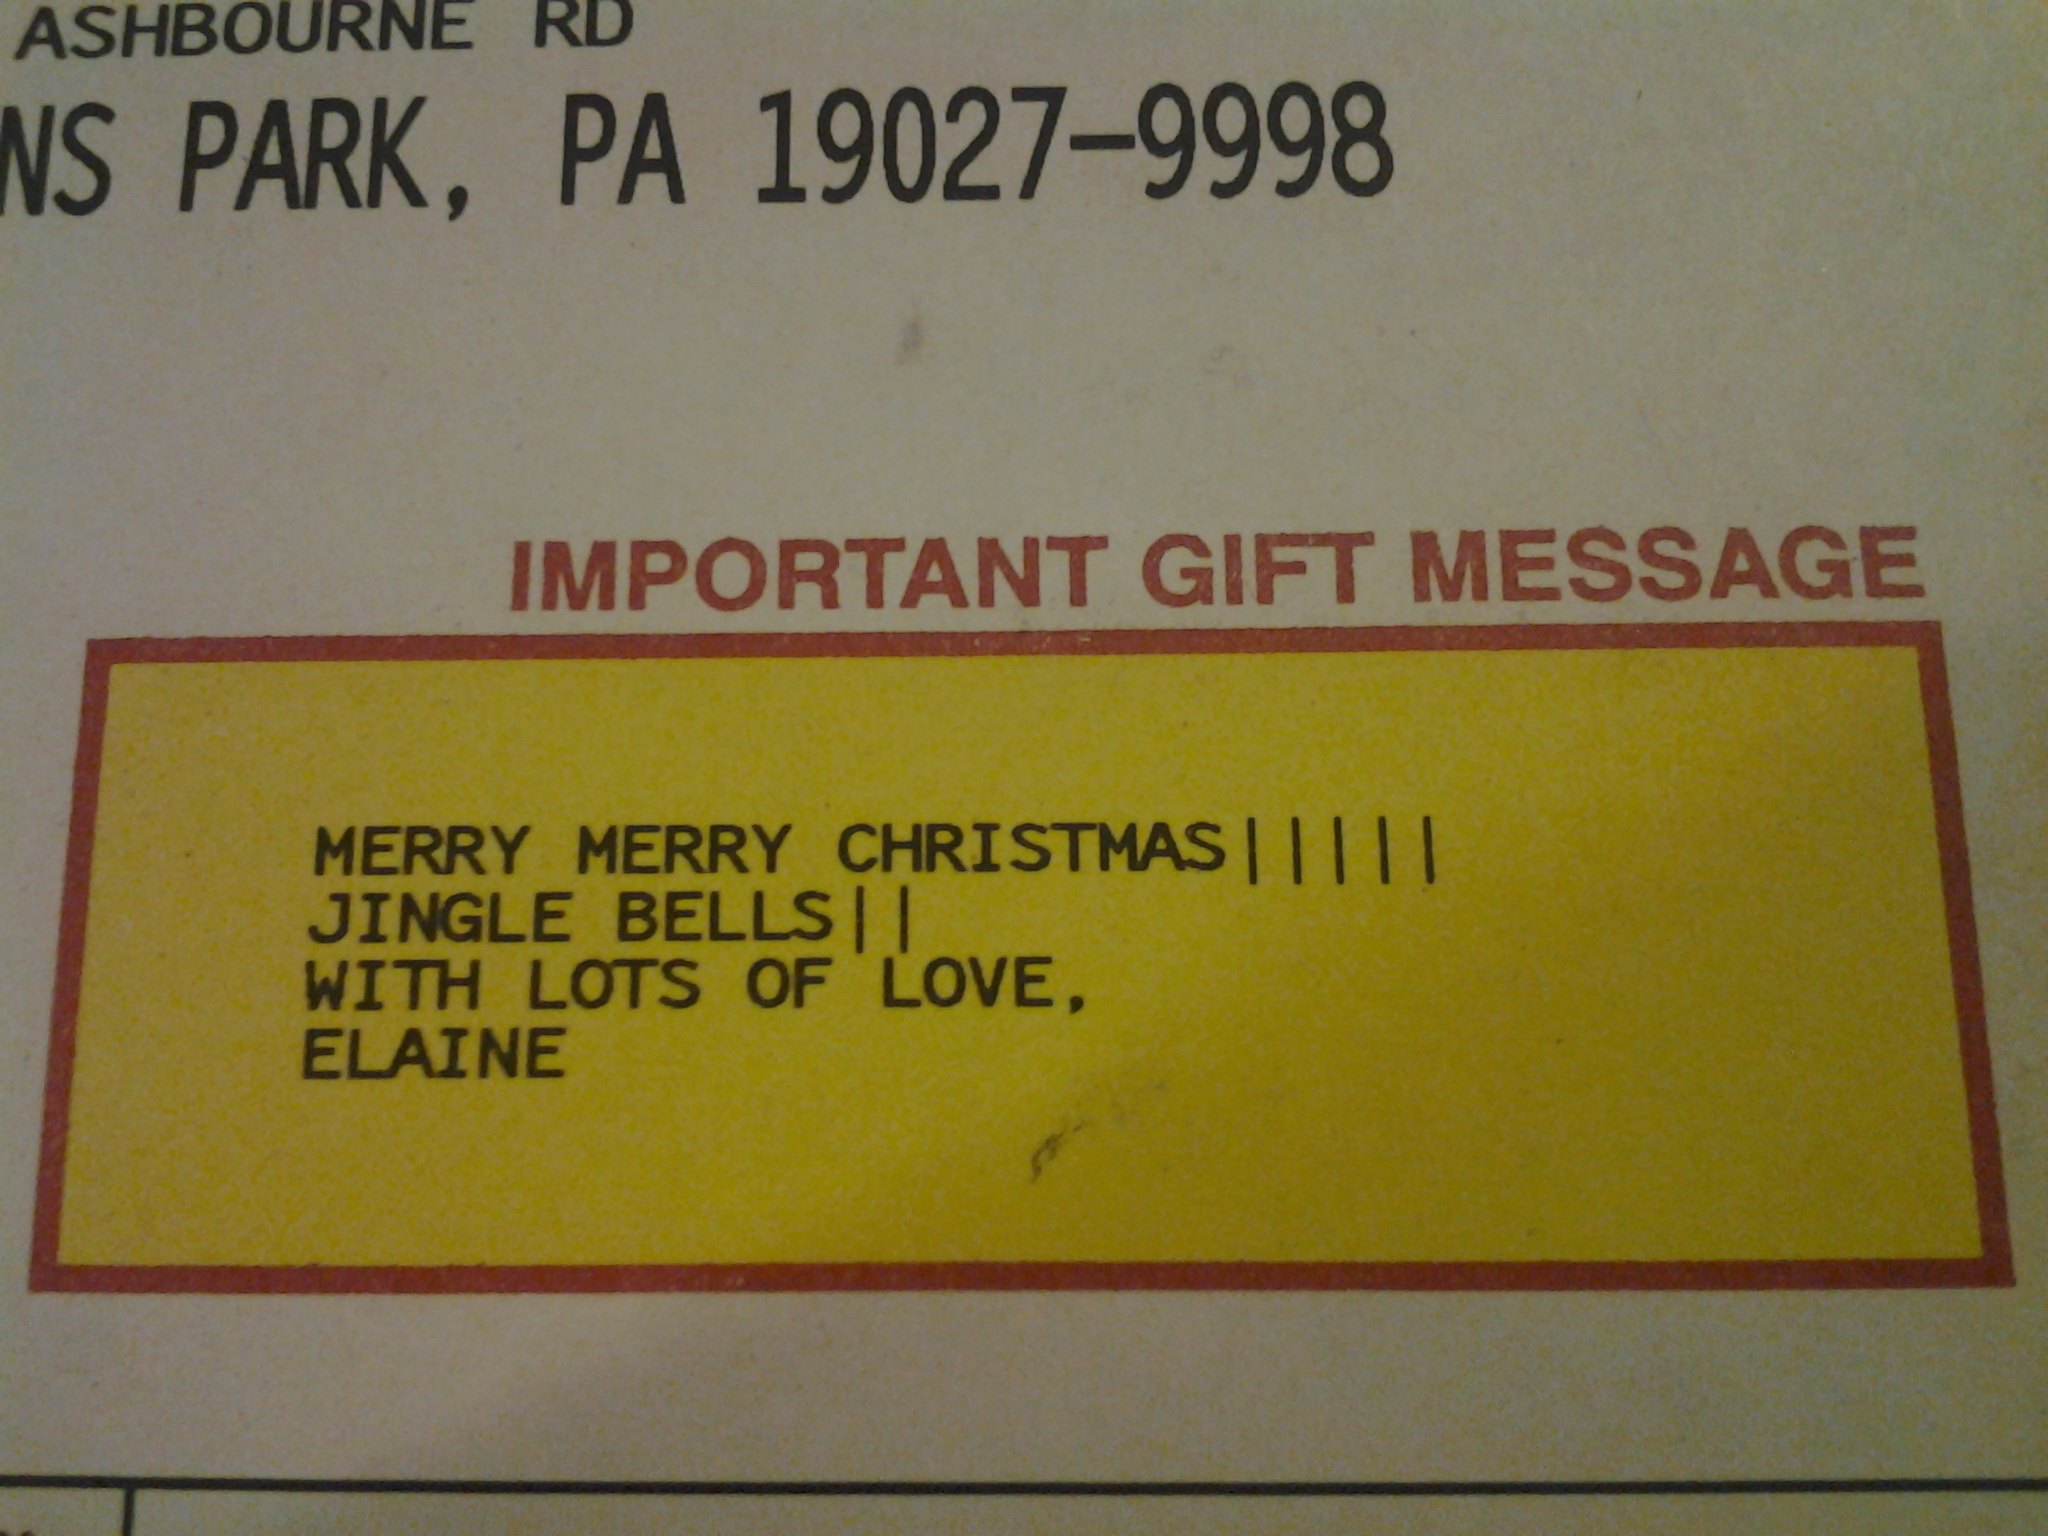 ASHBOURNE RD
NS PARK, PA 19027-9998
IMPORTANT GIFT MESSAGE
MERRY MERRY CHRISTMAS|||||
JINGLE BELLS||
WITH LOTS OF LOVE,
ELAINE